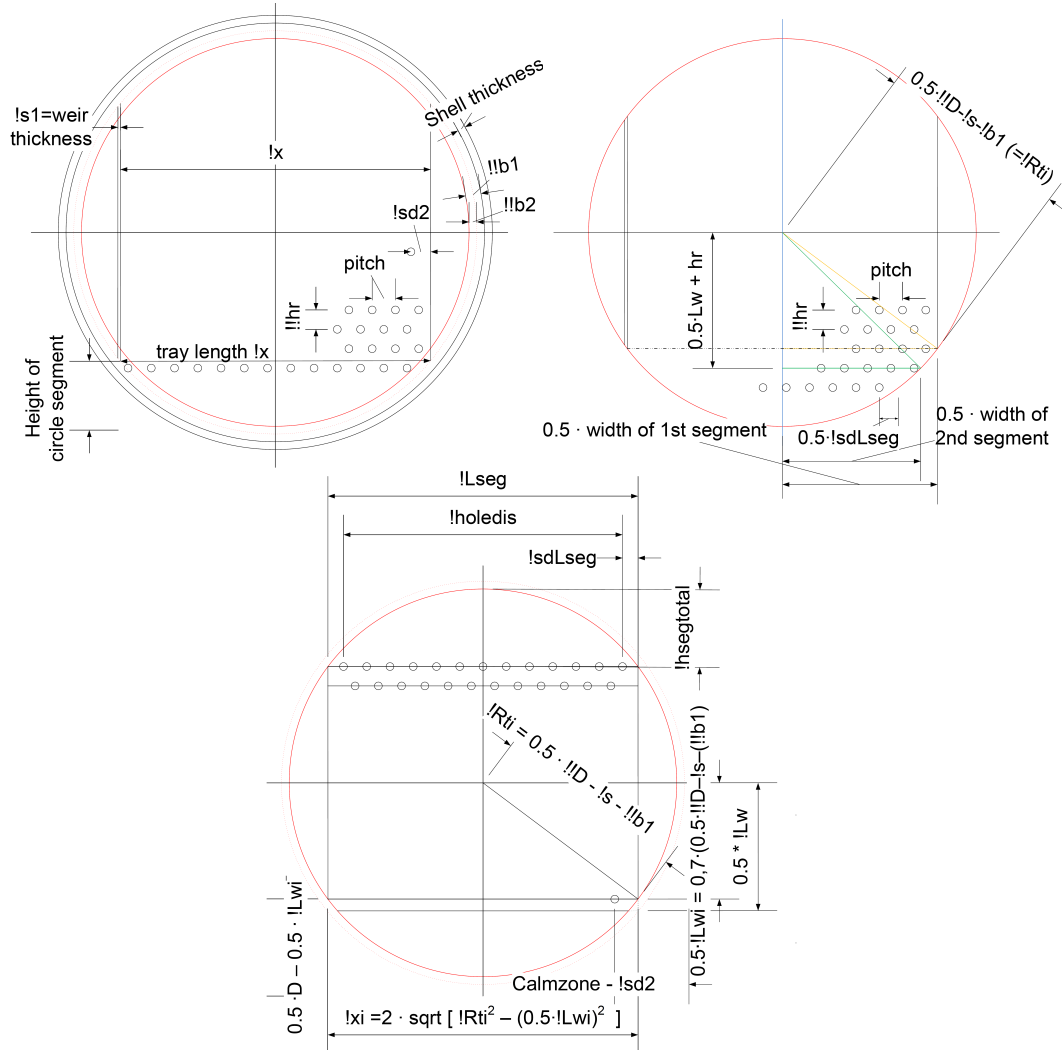 !s1=weir
thickness
Shell thickness
!x
!!b1
!!b2
!sd2
pitch
!!hr
tray length !x
Height of
circle segment
0.5·!!D-!s-!b1 (=!Rti)
0.5·Lw + hr
pitch
!!hr
0.5 · width of 1st segment
0.5·!sdLseg
0.5 · width of
2nd segment
!Lseg
!holedis
!sdLseg
!hsegtotal
!Rti = 0.5 · !!D - !s - !!b1
0.5·!Lwi = 0,7·(0.5·!!D–!s–(!!b1)
0.5 * !Lw
0.5 ·D – 0.5 · !Lwi
Calmzone - !sd2
!xi =2 · sqrt [ !Rti² – (0.5·!Lwi)² ]